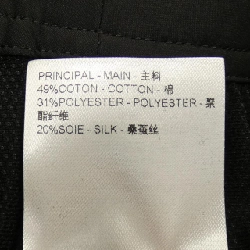 PRINCIPAL - MAIN - 主料
49%COTON - COTTON - 棉
31%POLYESTER - POLYESTER - 聚
酯纤维
20%SOIE - SILK - 桑蚕丝